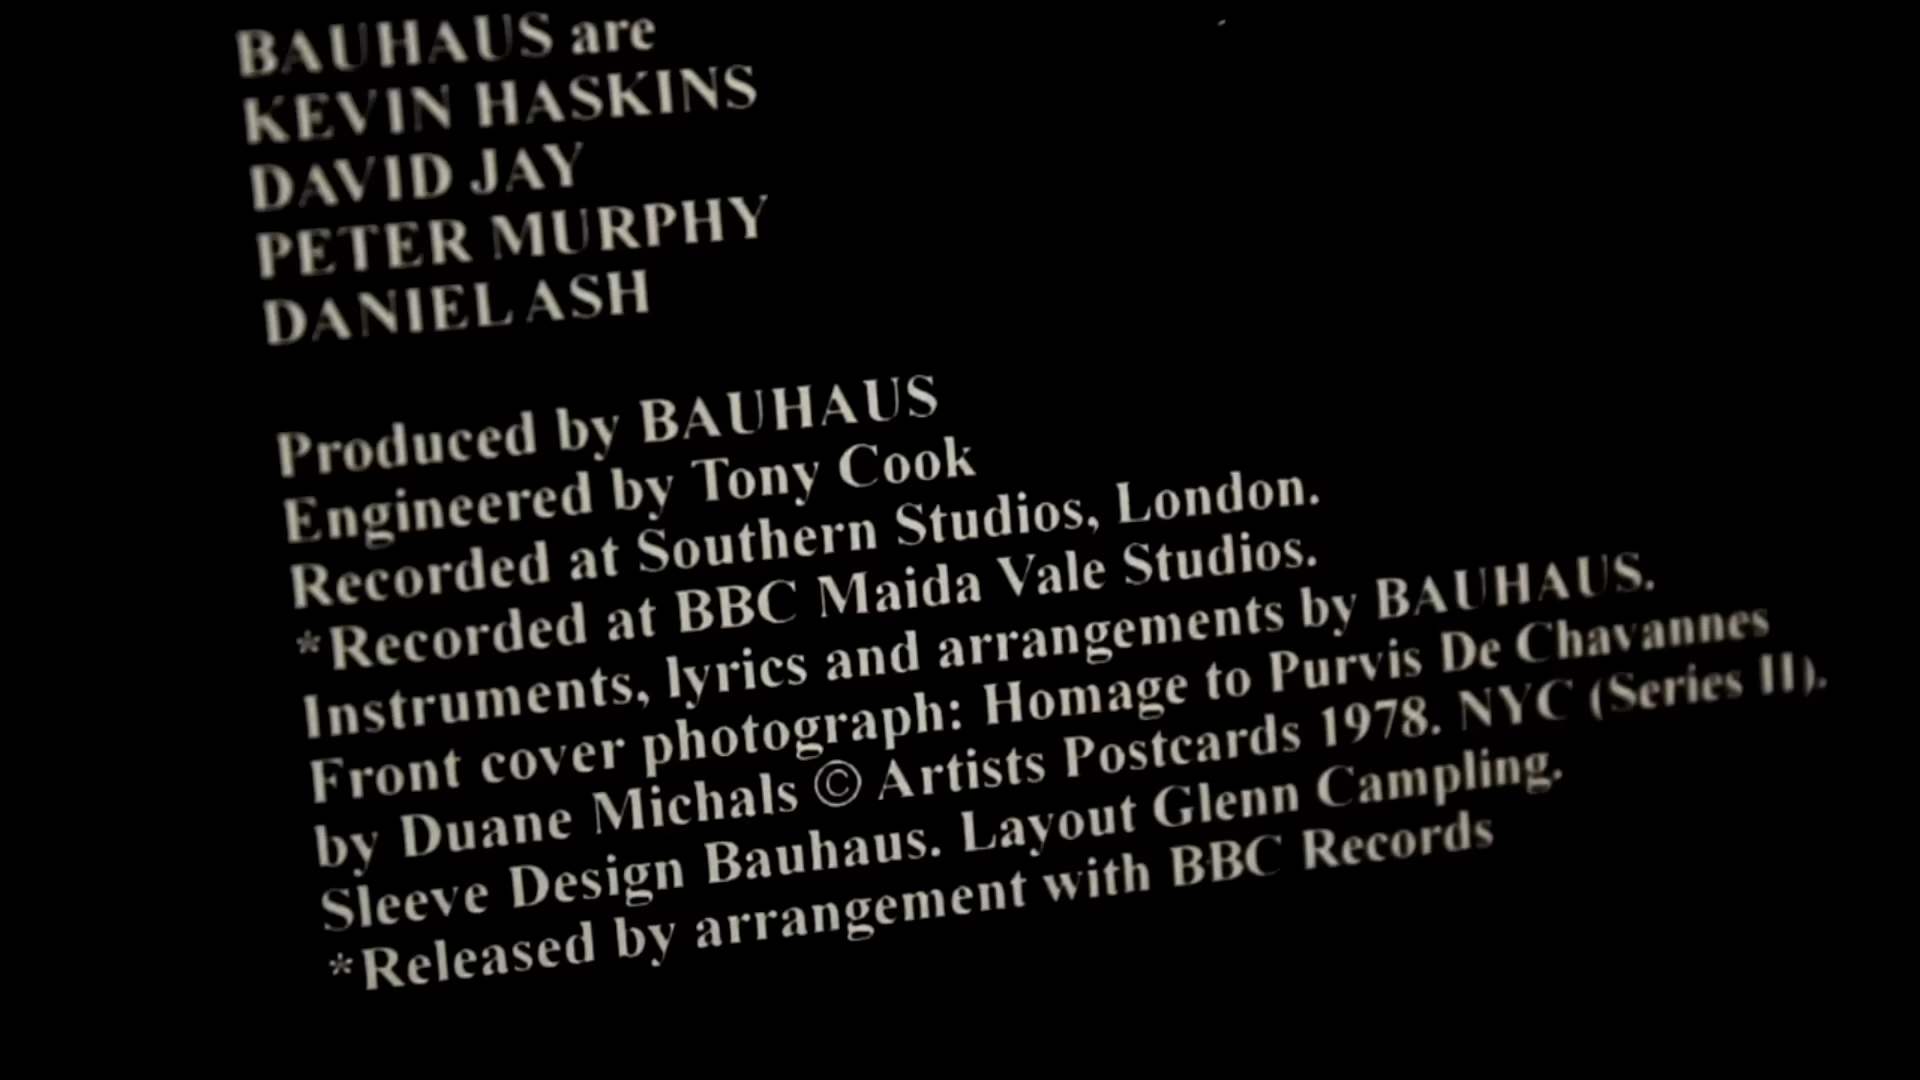 BAUHAUS are
KEVIN HASKINS
DAVID JAY
PETER MURPHY
DANIEL ASH
Produced by BAUHAUS
Engineered by Tony Cook
Recorded at Southern Studios, London.
*Recorded at BBC Maida Vale Studios.
Instruments, lyrics and arrangements by BAUHAUS.
Front cover photograph: Homage to Purvis De Chavannes
by Duane Michals © Artists Postcards 1978. NYC (Series II).
Sleeve Design Bauhaus. Layout Glenn Campling.
*Released by arrangement with BBC Records